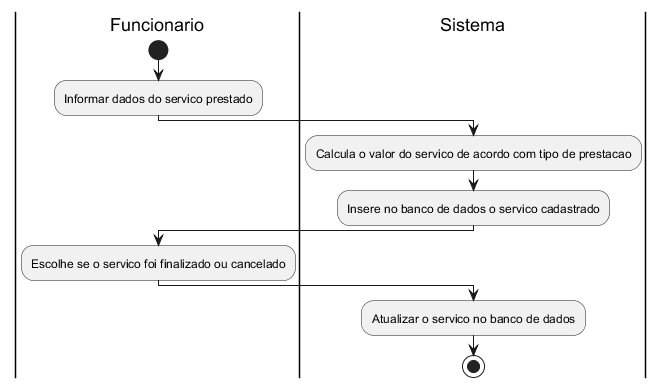 Funcionario
Sistema
Informar dados do servico prestado
Calcula o valor do servico de acordo com tipo de prestacao
Insere no banco de dados o servico cadastrado
Escolhe se o servico foi finalizado ou cancelado
Atualizar o servico no banco de dados